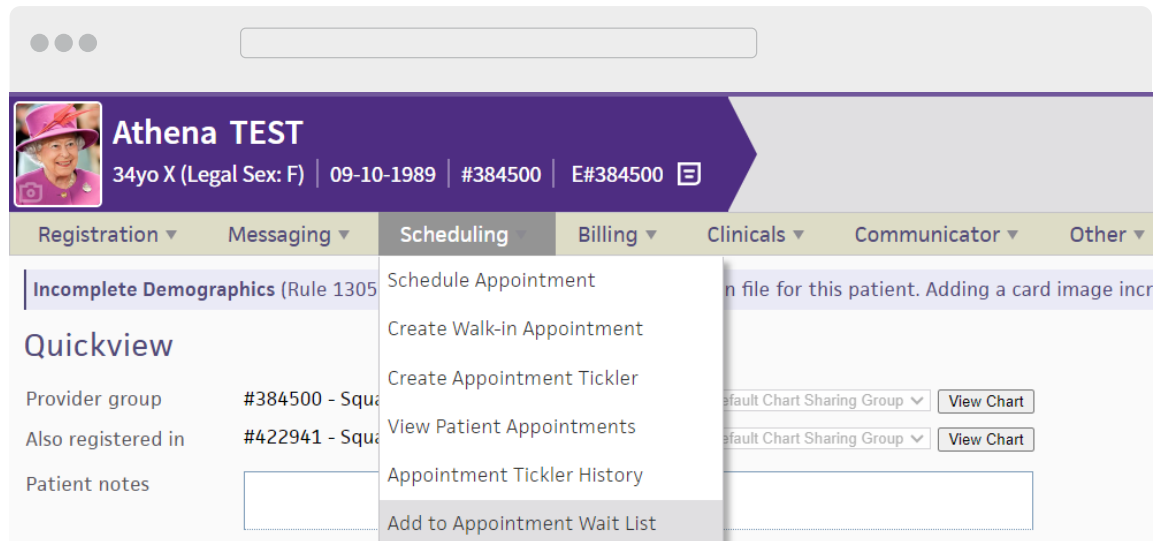 Athena TEST
34yo X (Legal Sex: F) 09-10-1989 #384500 E#384500
Registration Messaging Scheduling Billing Clinicals Communicator Other
Incomplete Demographics (Rule 1305 n file for this patient. Adding a card image incr
Schedule Appointment
Create Walk-in Appointment
Create Appointment Tickler
View Patient Appointments
Appointment Tickler History
Add to Appointment Wait List
Quickview
Provider group #384500 - Squa efault Chart Sharing Group View Chart
Also registered in #422941 - Squa efault Chart Sharing Group View Chart
Patient notes